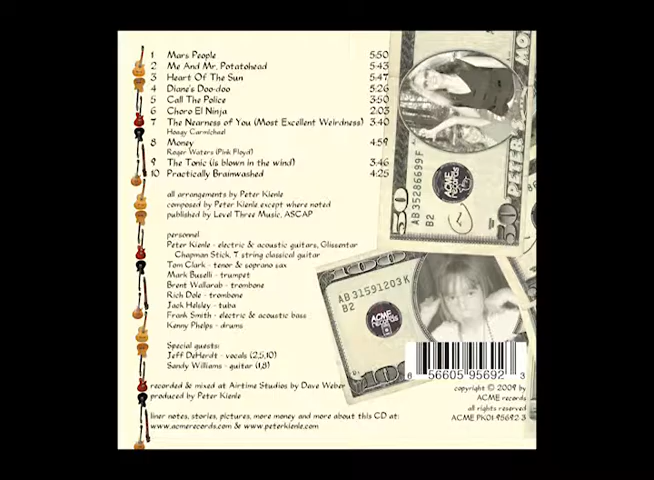 1 Mars People 5:50
2 Me And Mr. Potatohead 5:43
3 Heart Of The Sun 5:47
4 Diane's Doo-doo 5:26
5 Call The Police 3:50
6 Choro El Ninja 2:03
7 The Nearness of You (Most Excellent Weirdness) 3:40
Hoagy Carmichael
8 Money 4:59
Roger Waters (Pink Floyd)
9 The Tonic (is blown in the wind) 3:46
10 Practically Brainwashed 4:25
all arrangements by Peter Kienle
composed by Peter Kienle except where noted
published by Level Three Music, ASCAP
personnel
Peter Kienle - electric & acoustic guitars, Glissentar
Chapman Stick, 7 string classical guitar
Tom Clark - tenor & soprano sax
Mark Buselli - trumpet
Brent Wallarab - trombone
Rich Dole - trombone
Jack Helsley - tuba
Frank Smith - electric & acoustic bass
Kenny Phelps - drums
Special guests:
Jeff DeHerdt - vocals (2,5,10)
Sandy Williams - guitar (1,8)
recorded & mixed at Airtime Studios by Dave Weber
produced by Peter Kienle
liner notes, stories, pictures, more money and more about this CD at:
www.acmerecords.com & www.peterkienle.com
MO
PETER
50
AB35286699F
B2
ACME
records
50
100
AB31591203K
B2
ACME
records
100
6 56605 95692 3
copyright © 2009 by
ACME records
all rights reserved
ACME PK01 95692 3